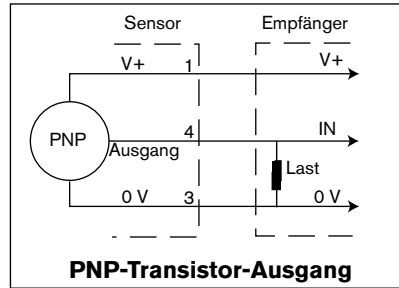 Sensor Empfänger
V+ 1 V+
PNP 4 IN
Ausgang
Last
0 V 3 0 V
PNP-Transistor-Ausgang